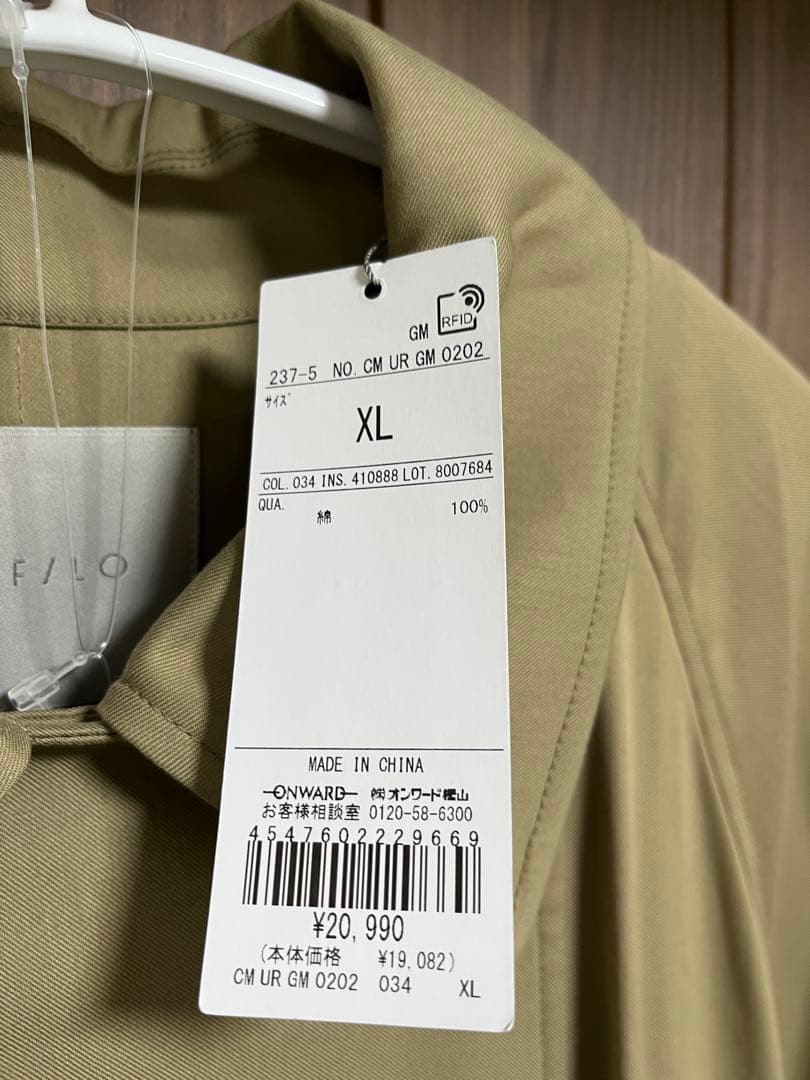 GM RFID
237-5 NO. CM UR GM 0202
サイズ
XL
COL. 034 INS. 410888 LOT. 8007684
QUA.
綿 100%
F/LO
MADE IN CHINA
ONWARD ㈱オンワード樫山
お客様相談室 0120-58-6300
4547602229669
¥20,990
(本体価格 ¥19,082)
CM UR GM 0202 034 XL